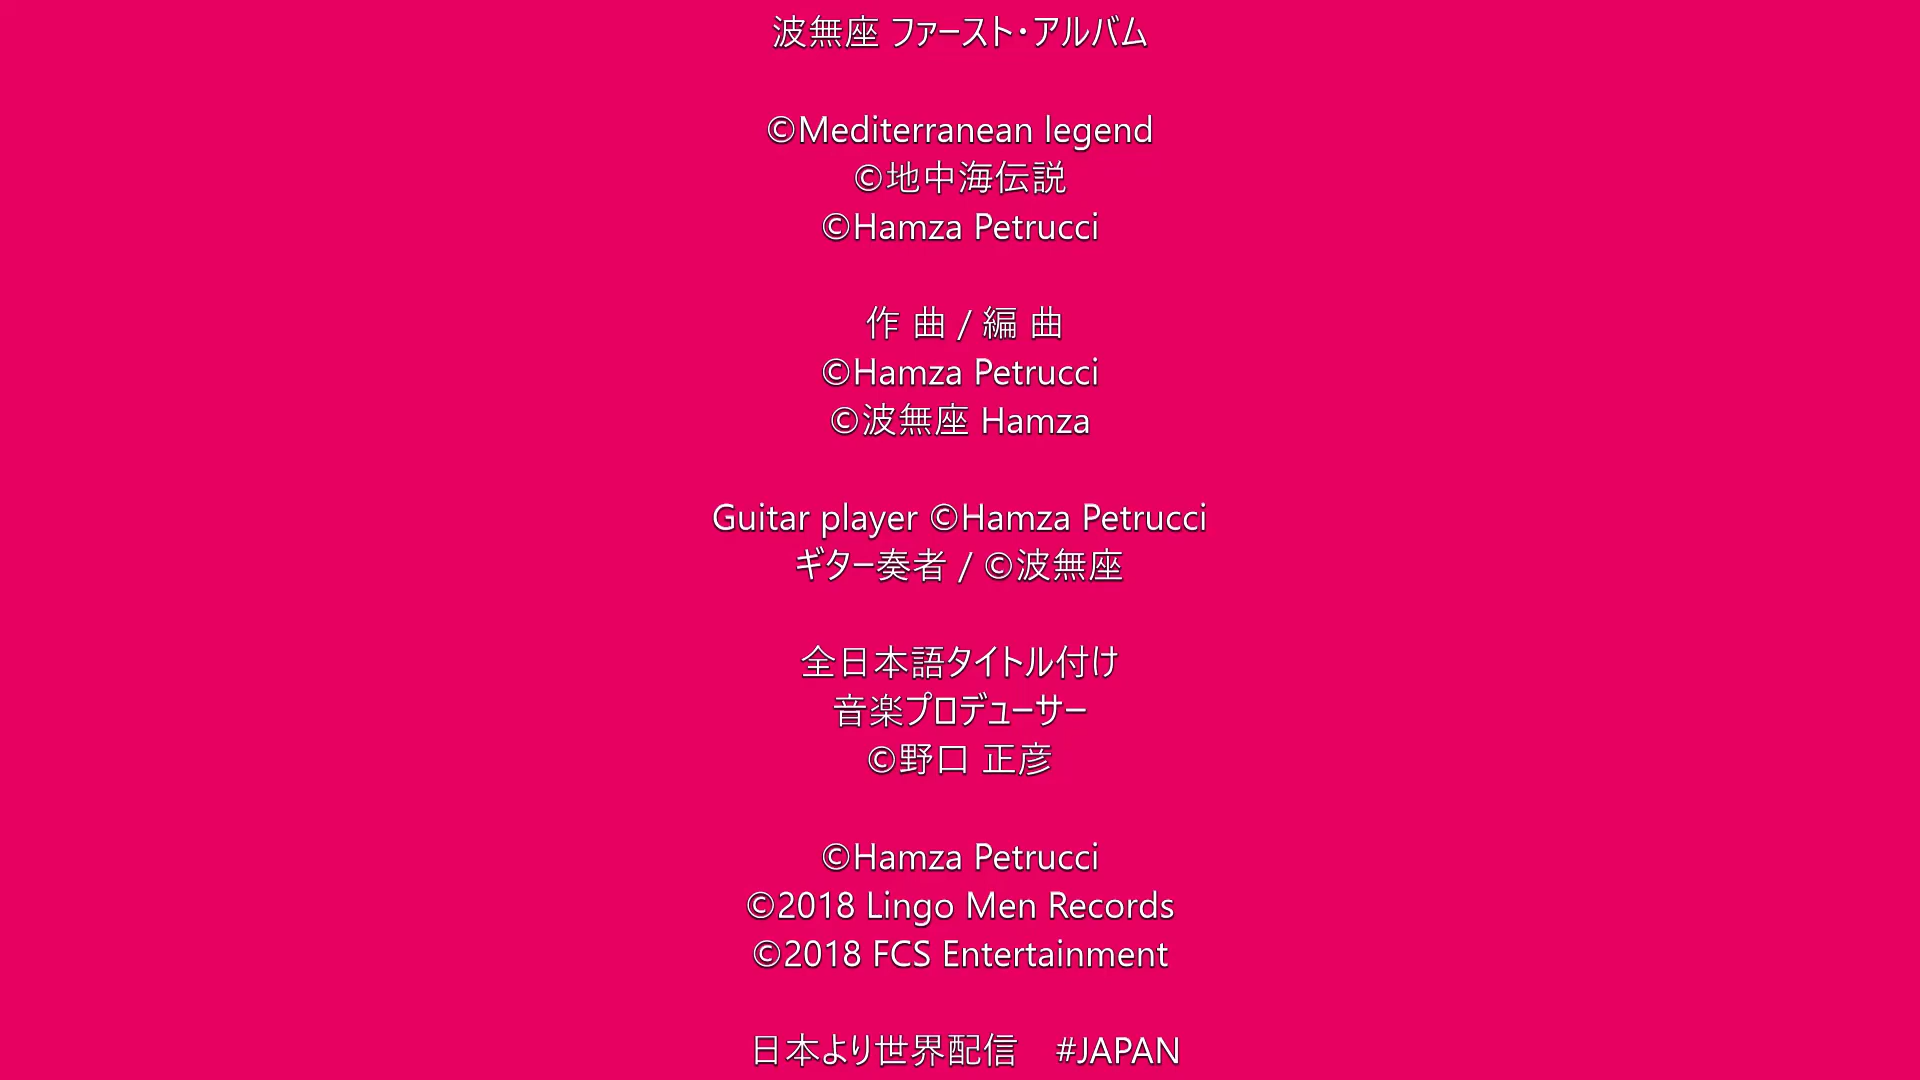 波無座 ファースト・アルバム
©Mediterranean legend
©地中海伝説
©Hamza Petrucci
作 曲 / 編 曲
©Hamza Petrucci
©波無座 Hamza
Guitar player ©Hamza Petrucci
ギター奏者 / ©波無座
全日本語タイトル付け
音楽プロデューサー
©野口 正彦
©Hamza Petrucci
©2018 Lingo Men Records
©2018 FCS Entertainment
日本より世界配信　#JAPAN